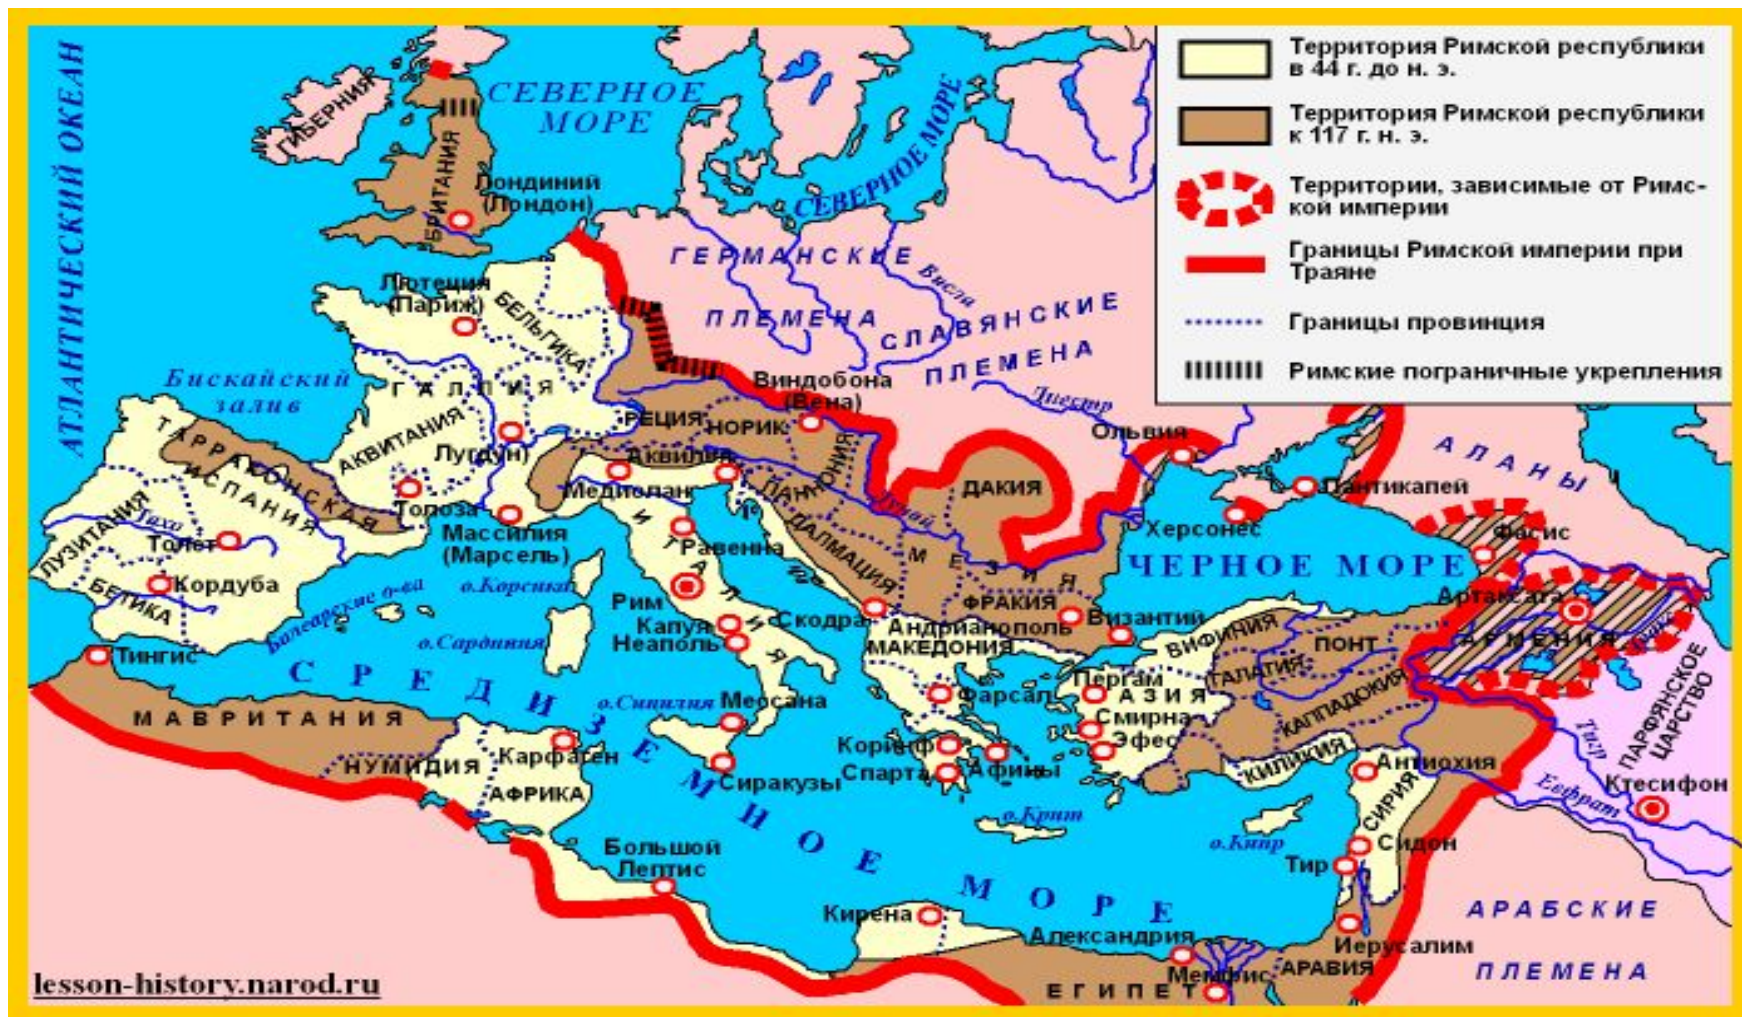 АТЛАНТИЧЕСКИЙ ОКЕАН
ГИБЕРНИЯ
СЕВЕРНОЕ
МОРЕ
СЕВЕРНОЕ МОРЕ
БРИТАНИЯ
Лондиний
(Лондон)
Территория Римской республики
в 44 г. до н. э.
Территория Римской республики
к 117 г. н. э.
Территории, зависимые от Римс-
кой империи
Границы Римской империи при
Траяне
Границы провинция
Римские пограничные укрепления
ГЕРМАНСКИЕ
ПЛЕМЕНА
Висла
СЛАВЯНСКИЕ
ПЛЕМЕНА
Днестр
Лютеция
(Париж)
БЕЛЬГИКА
ГАЛЛИЯ
Бискайский
залив
АКВИТАНИЯ
Лугдун)
РЕЦИЯ
НОРИК
Виндобона
(Вена)
ПАННОНИЯ
Аквилея
Медиолан
Ольвия
АЛАНЫ
Пантикапей
Херсонес
ДАКИЯ
Дунай
ТАРРАКОНСКАЯ
ИСПАНИЯ
ЛУЗИТАНИЯ
Тахо
Толет
Кордуба
БЕТИКА
Толоза
Массилия
(Марсель)
ИТАЛИЯ
Равенна
ДАЛМАЦИЯ
МЕЗИЯ
ФРАКИЯ
ЧЕРНОЕ МОРЕ
Фасис
Артаксата
АРМЕНИЯ
Балеарские о-ва
о.Корсика
о.Сардиния
Рим
Капуя
Неаполь
Скодра
Андрианополь
Византий
МАКЕДОНИЯ
ВИФИНИЯ
ПОНТ
ГАЛАТИЯ
КАППАДОКИЯ
Тингис
СРЕДИЗЕМНОЕ МОРЕ
МАВРИТАНИЯ
НУМИДИЯ
Карфаген
АФРИКА
о.Сицилия
Мессана
Сиракузы
Фарсал
Пергам
АЗИЯ
Смирна
Эфес
Коринф
Спарта
Афины
КИЛИКИЯ
Антиохия
СИРИЯ
ПАРФЯНСКОЕ
ЦАРСТВО
Тигр
Евфрат
Ктесифон
о.Крит
о.Кипр
Сидон
Тир
Большой
Лептис
Кирена
Александрия
Мемфис
ЕГИПЕТ
Иерусалим
АРАВИЯ
АРАБСКИЕ
ПЛЕМЕНА
lesson-history.narod.ru